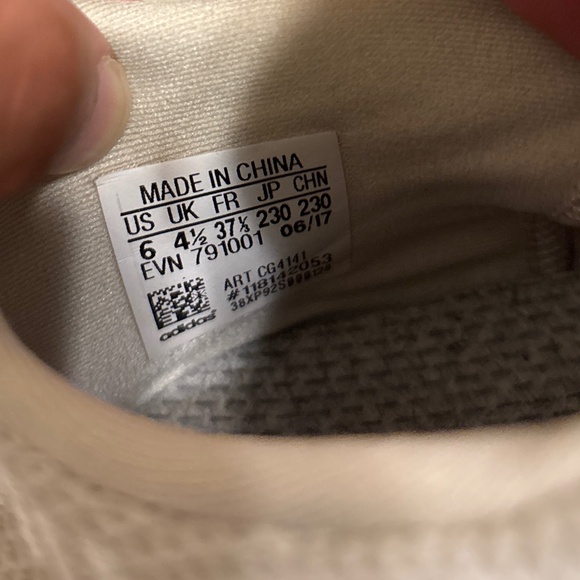 MADE IN CHINA
US UK FR JP CHN
6 4½ 37⅓ 230 230
EVN 791001 06/17
ART CG4141
#118142053
adidas